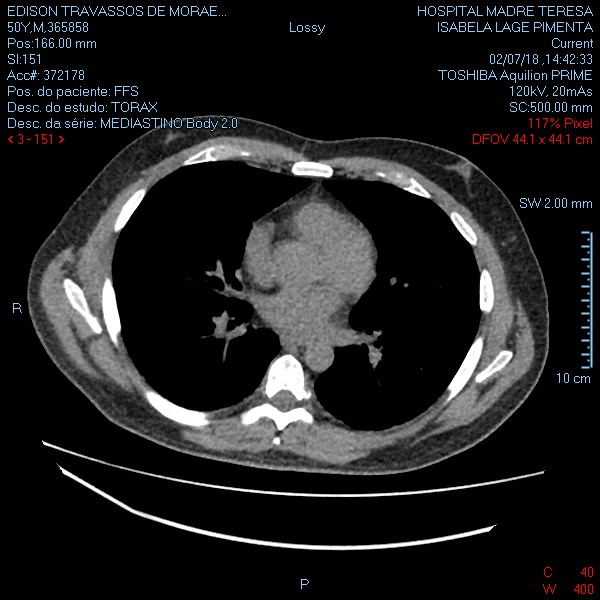 EDISON TRAVASSOS DE MORAE...
50Y,M,365858
Pos:166.00 mm
SI:151
Acc#: 372178
Pos. do paciente: FFS
Desc. do estudo: TORAX
Desc. da série: MEDIASTINO Body 2.0
< 3 - 151 >
Lossy
HOSPITAL MADRE TERESA
ISABELA LAGE PIMENTA
Current
02/07/18 ,14:42:33
TOSHIBA Aquilion PRIME
120kV, 20mAs
SC:500.00 mm
117% Pixel
DFOV 44.1 x 44.1 cm
SW 2.00 mm
R
10 cm
P
C 40
W 400